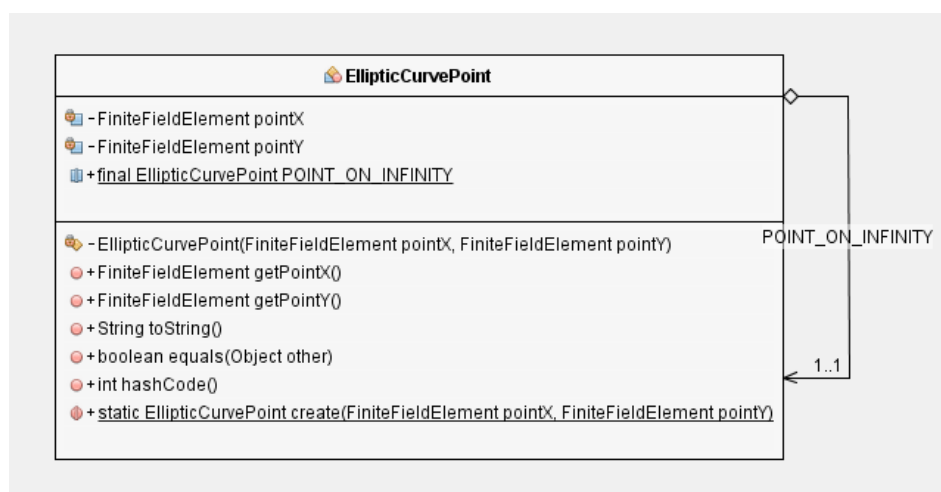 EllipticCurvePoint
-FiniteFieldElement pointX
-FiniteFieldElement pointY
+final EllipticCurvePoint POINT_ON_INFINITY
-EllipticCurvePoint(FiniteFieldElement pointX, FiniteFieldElement pointY)
POINT_ON_INFINITY
+FiniteFieldElement getPointX()
+FiniteFieldElement getPointY()
+String toString()
+boolean equals(Object other)
1..1
+int hashCode()
+static EllipticCurvePoint create(FiniteFieldElement pointX, FiniteFieldElement pointY)